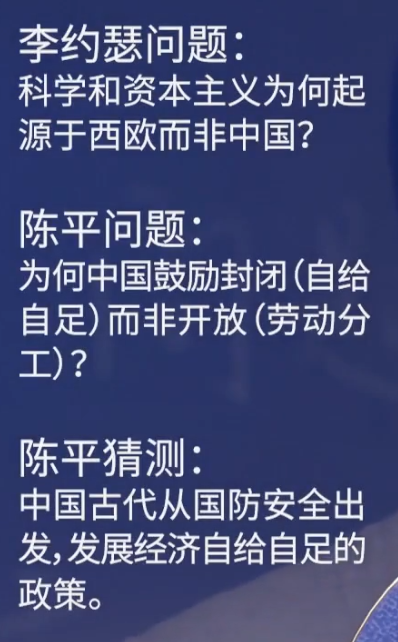 李约瑟问题：
科学和资本主义为何起
源于西欧而非中国？
陈平问题：
为何中国鼓励封闭（自给
自足）而非开放（劳动分
工）？
陈平猜测：
中国古代从国防安全出
发，发展经济自给自足的
政策。